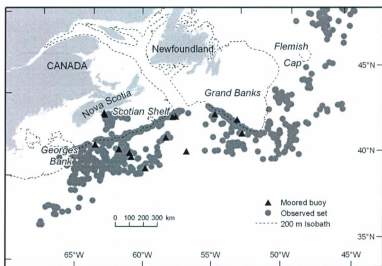 Newfoundland
Flemish
Cap
CANADA
Grand Banks
Nova Scotia
Scotian Shelf
Georges
Bank
45°N
40°N
35°N
0 100 200 300 km
Moored buoy
Observed set
200 m Isobath
65°W 60°W 55°W 50°W 45°W